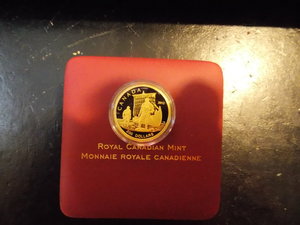 CANADA
DOLLARS
ROYAL CANADIAN MINT
MONNAIE ROYALE CANADIENNE